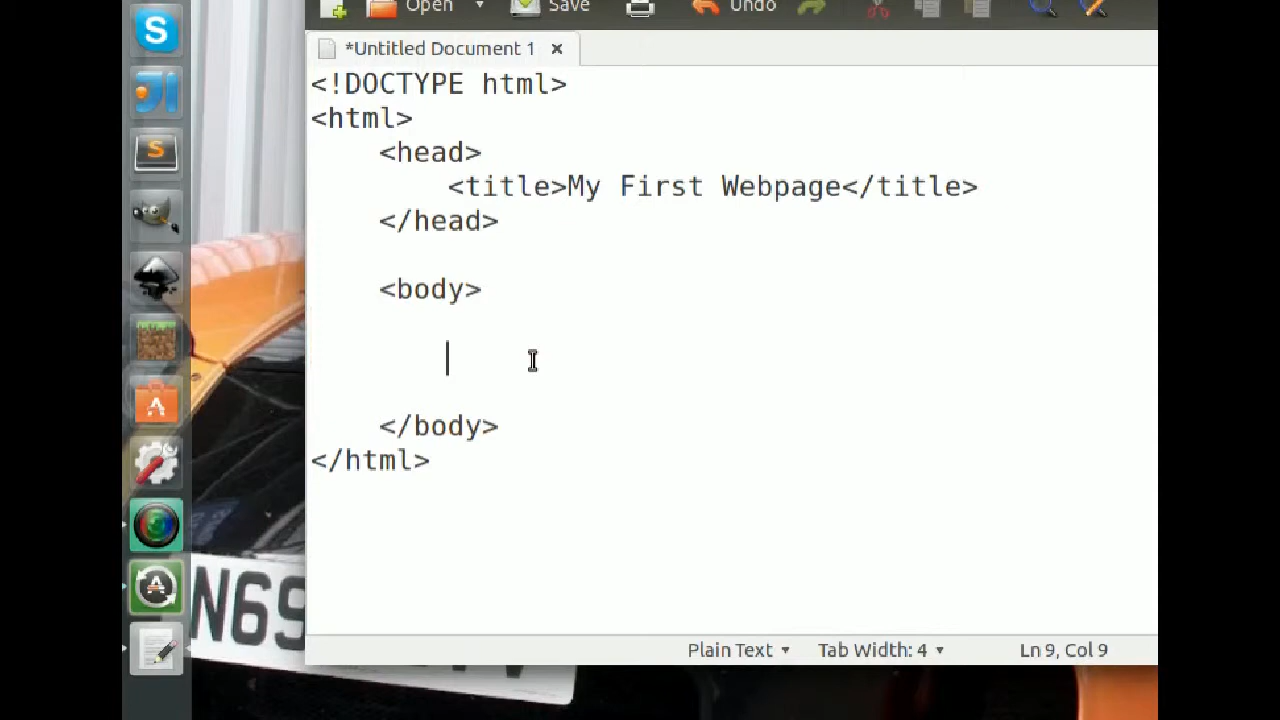 Open Save Undo
*Untitled Document 1
<!DOCTYPE html>
<html>
<head>
<title>My First Webpage</title>
</head>
<body>
</body>
</html>
N69
Plain Text Tab Width: 4 Ln 9, Col 9